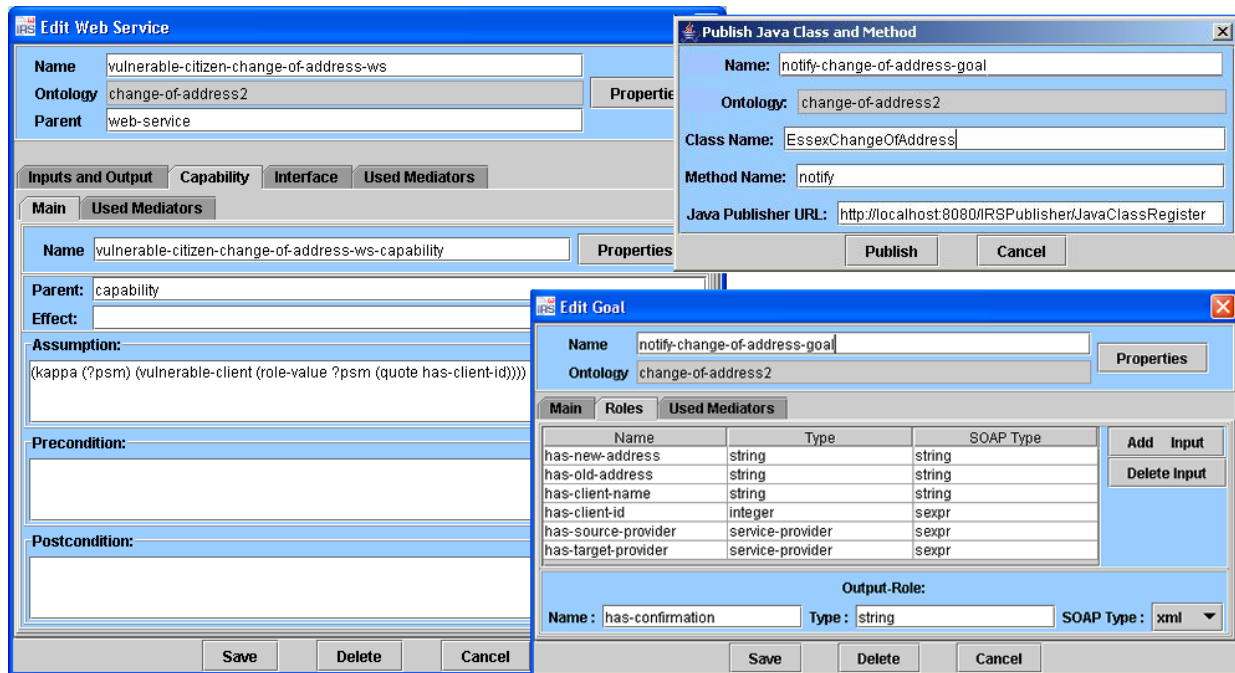 IRS Edit Web Service
Name vulnerable-citizen-change-of-address-ws
Ontology change-of-address2
Propertie
Parent web-service
Inputs and Output Capability Interface Used Mediators
Main Used Mediators
Name vulnerable-citizen-change-of-address-ws-capability Properties
Parent: capability
Effect:
Assumption:
(kappa (?psm) (vulnerable-client (role-value ?psm (quote has-client-id))))
Precondition:
Postcondition:
Save Delete Cancel
Publish Java Class and Method
Name: notify-change-of-address-goal
Ontology: change-of-address2
Class Name: EssexChangeOfAddress
Method Name: notify
Java Publisher URL: http://localhost:8080/IRSPublisher/JavaClassRegister
Publish Cancel
IRS Edit Goal
Name notify-change-of-address-goal
Properties
Ontology change-of-address2
Main Roles Used Mediators
Name Type SOAP Type
Add Input
has-new-address string string
has-old-address string string
Delete Input
has-client-name string string
has-client-id integer sexpr
has-source-provider service-provider sexpr
has-target-provider service-provider sexpr
Output-Role:
Name : has-confirmation Type : string SOAP Type : xml
Save Delete Cancel